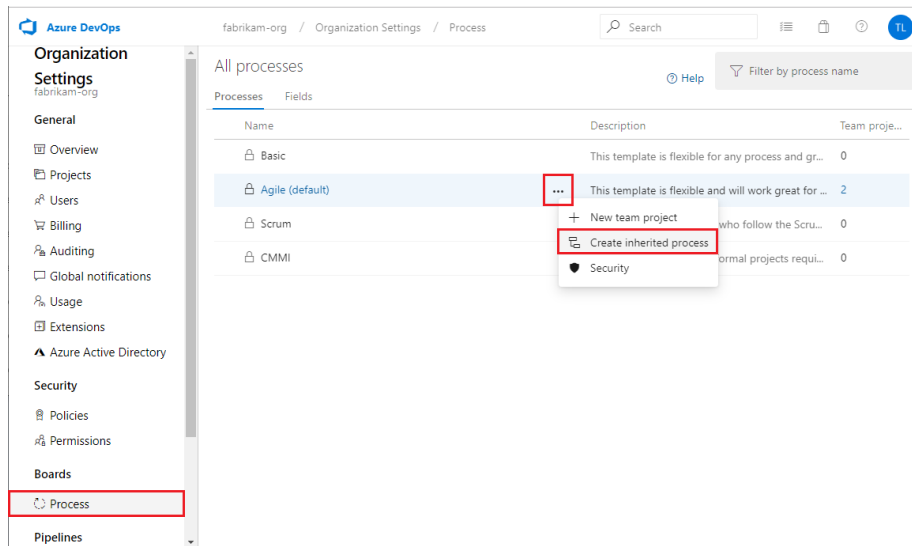 Azure DevOps
fabrikam-org / Organization Settings / Process
Search
TL
Organization
Settings
fabrikam-org
General
Overview
Projects
Users
Billing
Auditing
Global notifications
Usage
Extensions
Azure Active Directory
Security
Policies
Permissions
Boards
Process
Pipelines
All processes
Help
Filter by process name
Processes Fields
Name Description Team proje...
Basic This template is flexible for any process and gr... 0
Agile (default) ... This template is flexible and will work great for ... 2
Scrum who follow the Scru... 0
CMMI ormal projects requi... 0
New team project
Create inherited process
Security